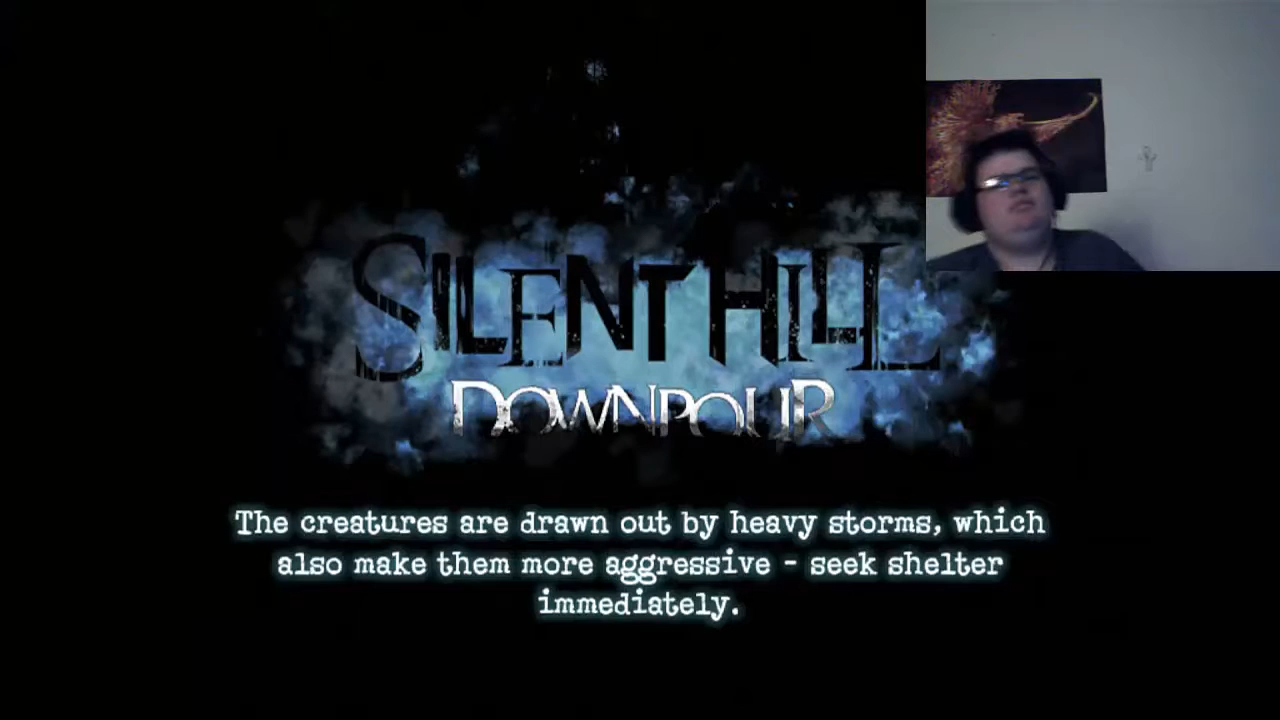 SILENT HILL
DOWNPOUR
The creatures are drawn out by heavy storms, which
also make them more aggressive - seek shelter
immediately.